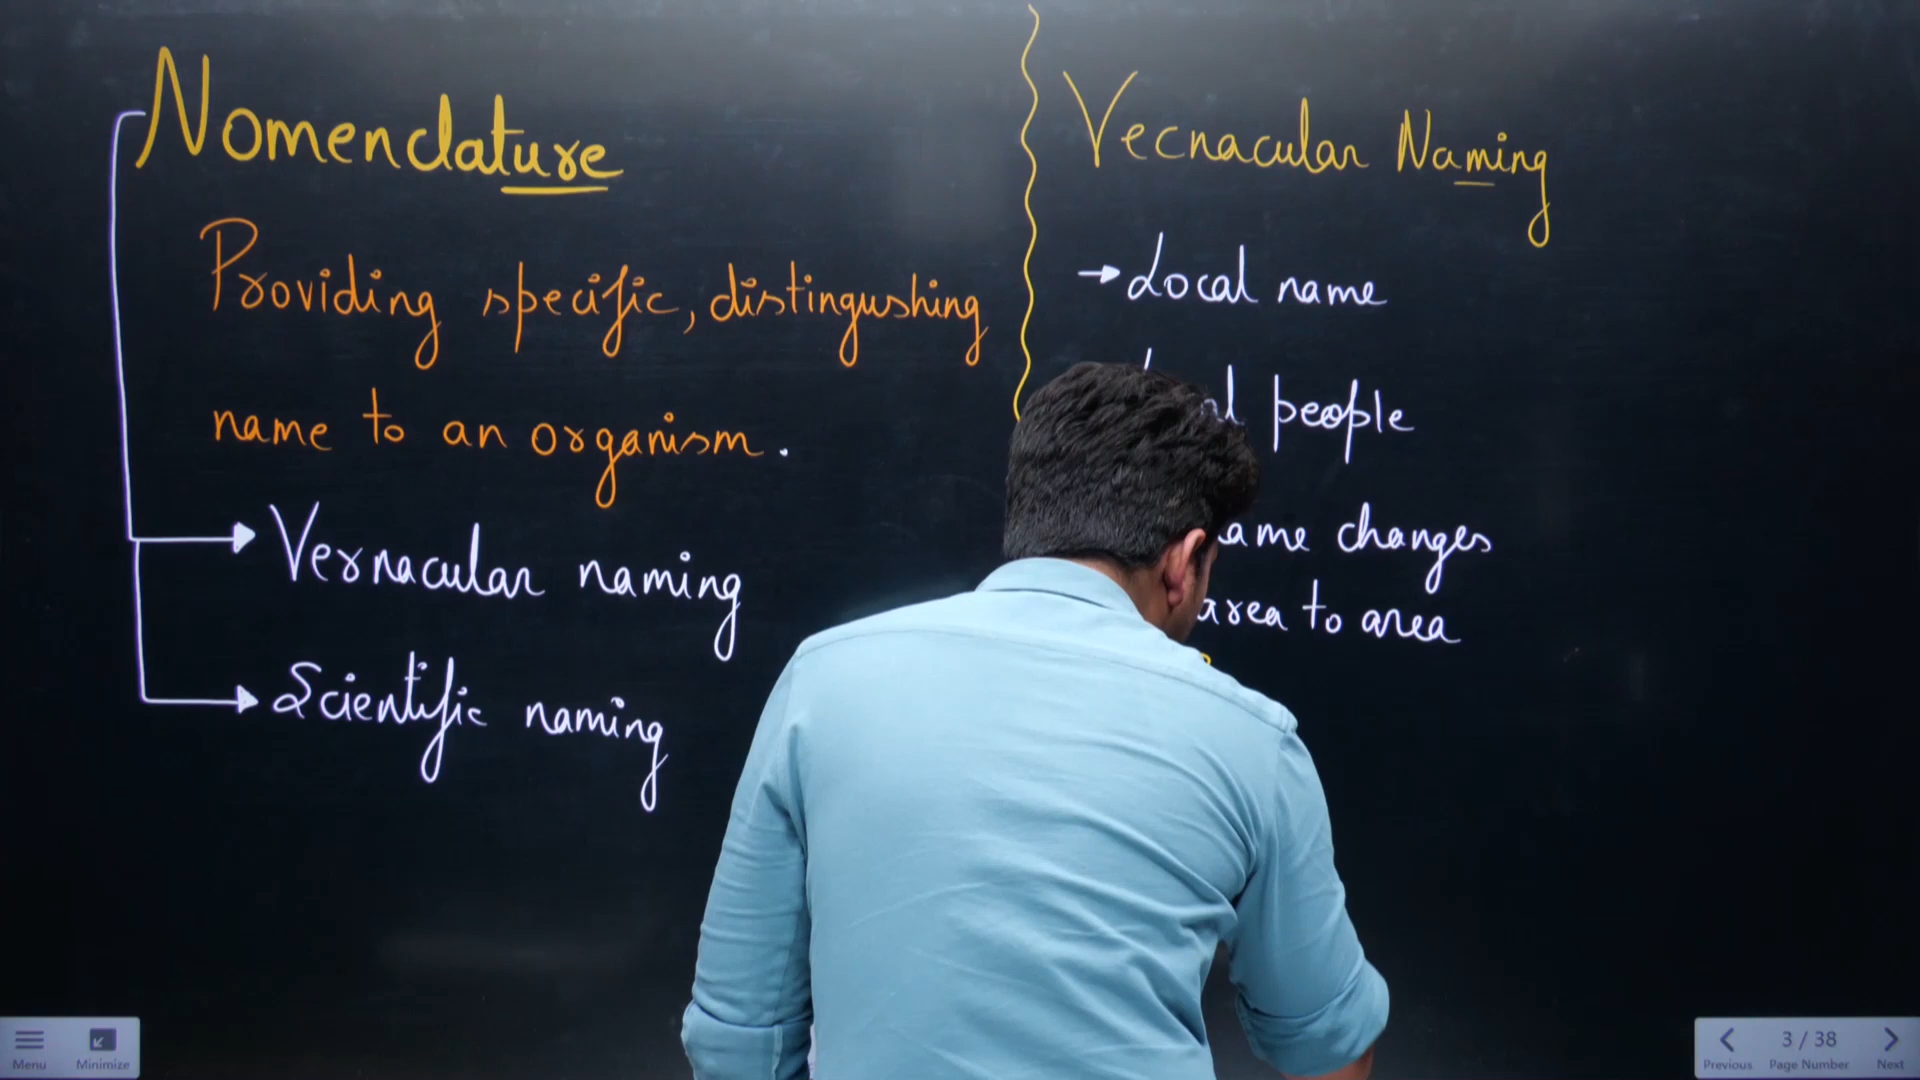 Nomenclature
Providing specific, distingushing
name to an organism.
Vernacular naming
Scientific naming
Vecnacular Naming
→ Local name
people
changes
area to area
Menu
Minimize
Previous
3 / 38
Page Number
Next